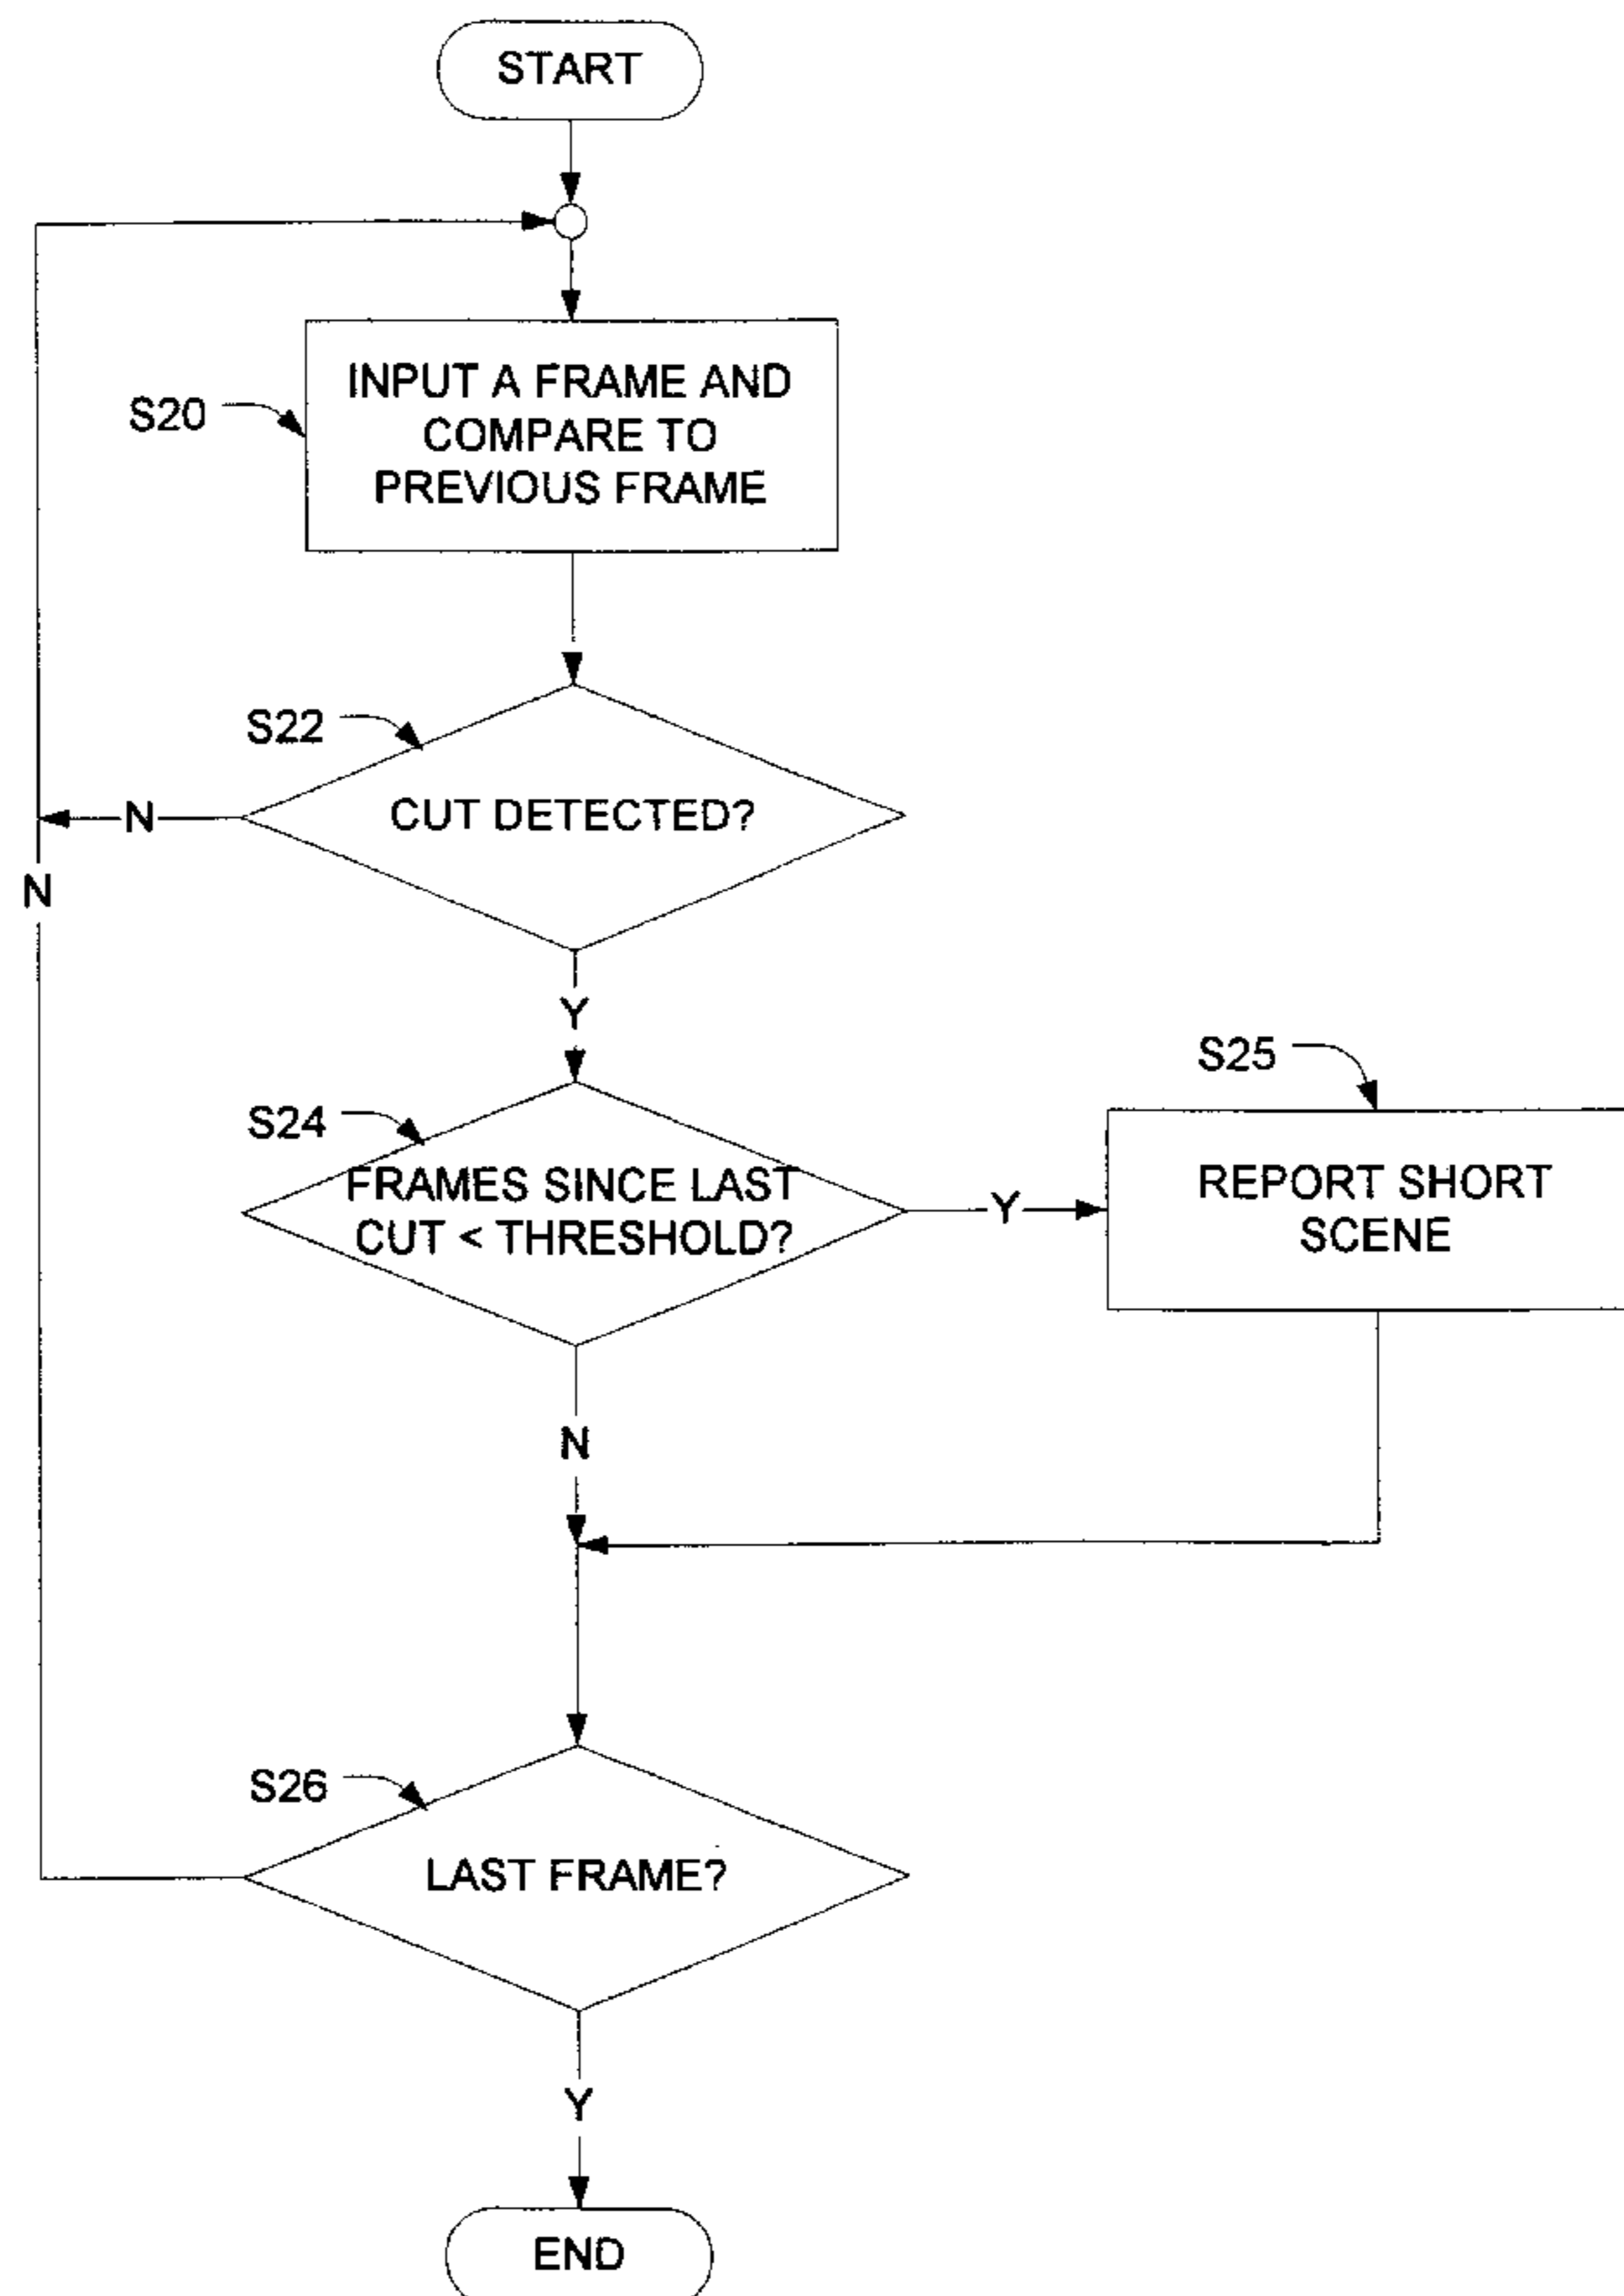 START
S20
INPUT A FRAME AND
COMPARE TO
PREVIOUS FRAME
S22
CUT DETECTED?
N
N
Y
S24
FRAMES SINCE LAST
CUT < THRESHOLD?
Y
S25
REPORT SHORT
SCENE
N
S26
LAST FRAME?
Y
END